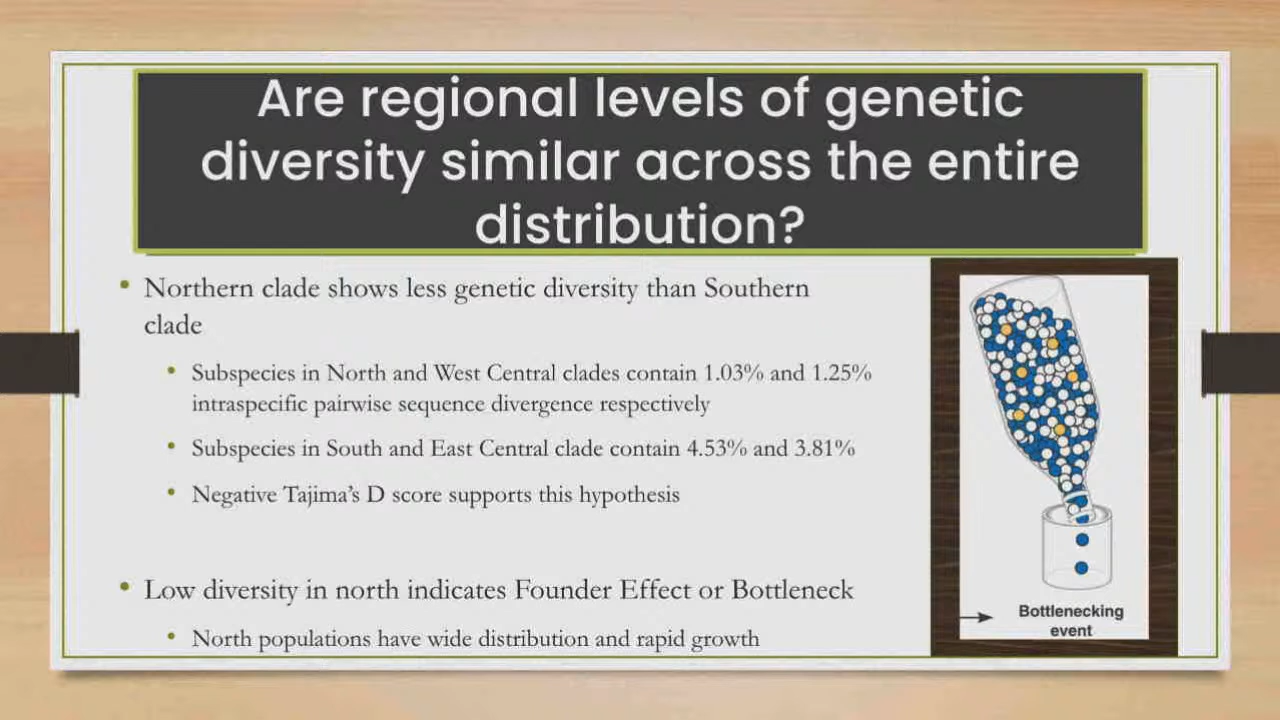 Are regional levels of genetic
diversity similar across the entire
distribution?
• Northern clade shows less genetic diversity than Southern
clade
• Subspecies in North and West Central clades contain 1.03% and 1.25%
intraspecific pairwise sequence divergence respectively
• Subspecies in South and East Central clade contain 4.53% and 3.81%
• Negative Tajima's D score supports this hypothesis
• Low diversity in north indicates Founder Effect or Bottleneck
• North populations have wide distribution and rapid growth
Bottlenecking
event